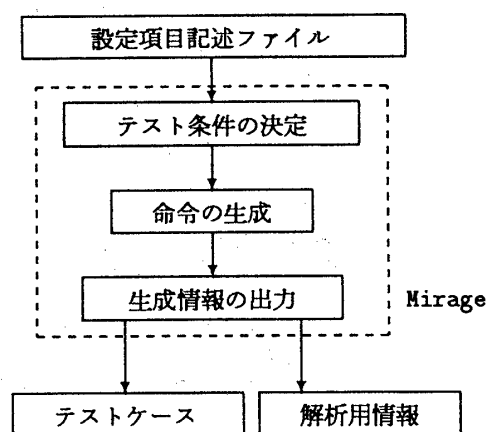 設定項目記述ファイル
テスト条件の決定
命令の生成
生成情報の出力
Mirage
テストケース
解析用情報